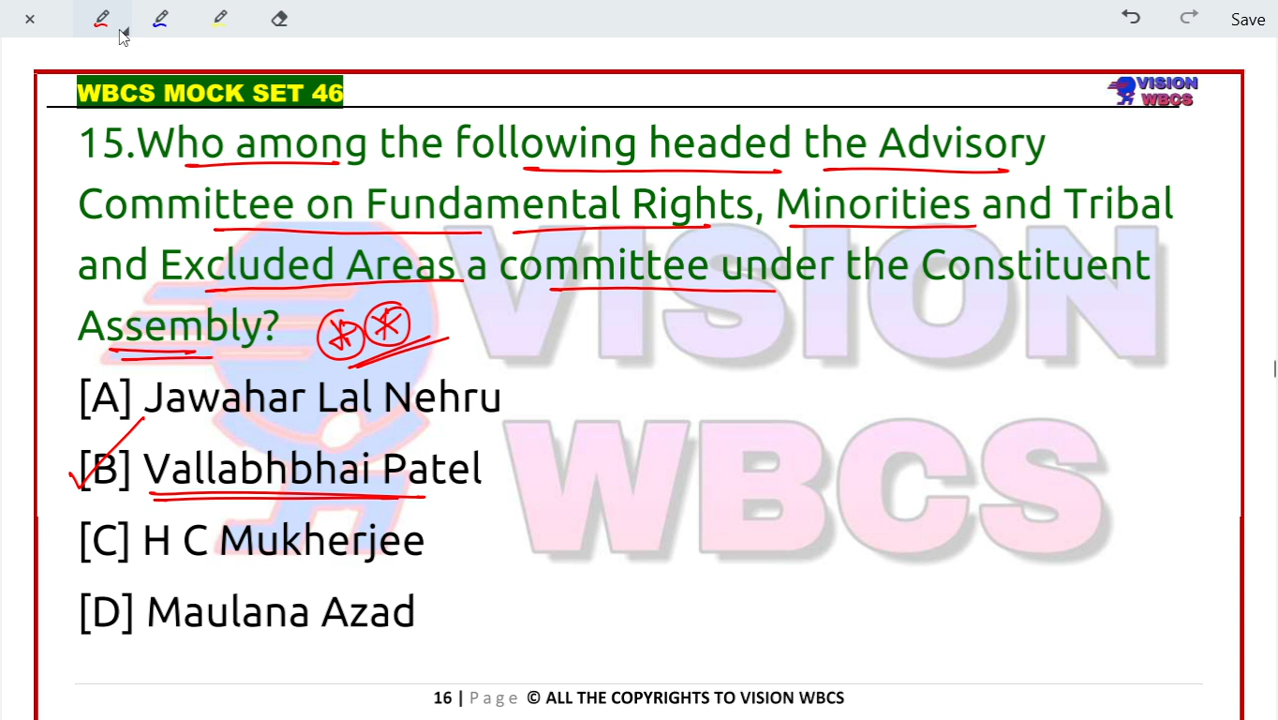 Save
WBCS MOCK SET 46
VISION
WBCS
15.Who among the following headed the Advisory
Committee on Fundamental Rights, Minorities and Tribal
and Excluded Areas a committee under the Constituent
Assembly?
[A] Jawahar Lal Nehru
[B] Vallabhbhai Patel
[C] H C Mukherjee
[D] Maulana Azad
VISION
WBCS
16 | Page © ALL THE COPYRIGHTS TO VISION WBCS